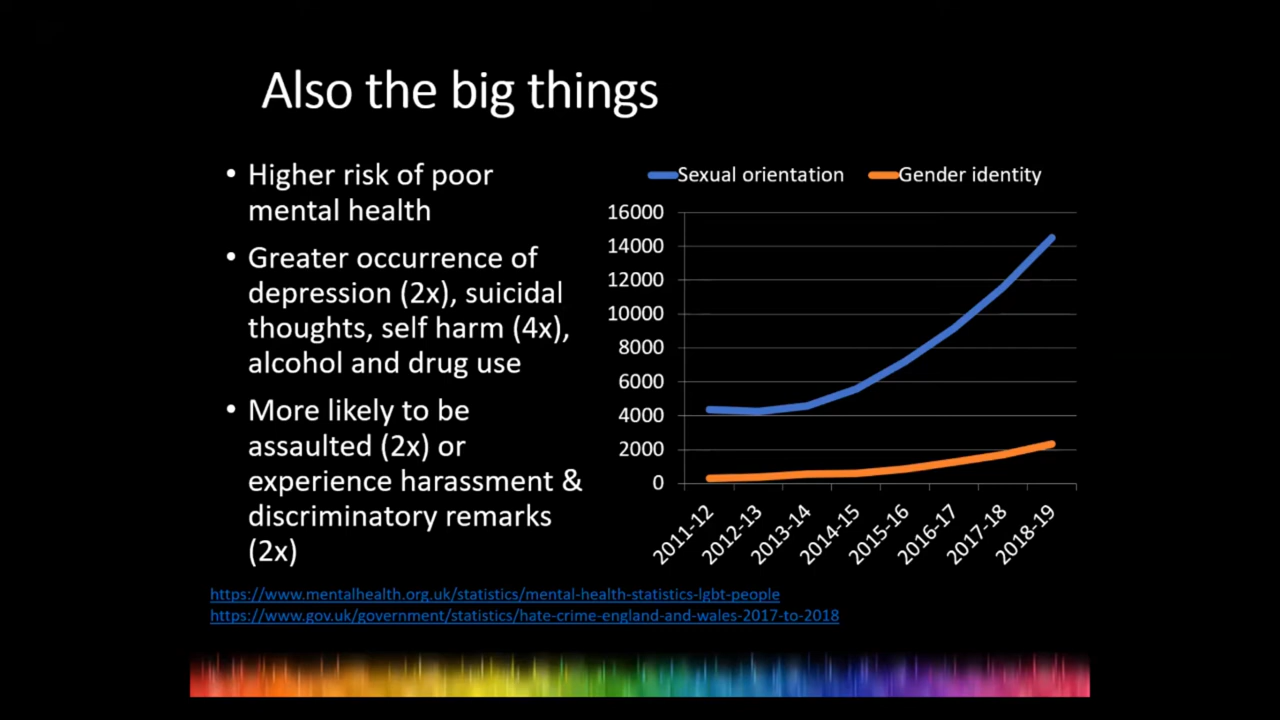 Also the big things
• Higher risk of poor
mental health
• Greater occurrence of
depression (2x), suicidal
thoughts, self harm (4x),
alcohol and drug use
• More likely to be
assaulted (2x) or
experience harassment &
discriminatory remarks
(2x)
Sexual orientation Gender identity
16000
14000
12000
10000
8000
6000
4000
2000
0
2011-12
2012-13
2013-14
2014-15
2015-16
2016-17
2017-18
2018-19
https://www.mentalhealth.org.uk/statistics/mental-health-statistics-lgbt-people
https://www.gov.uk/government/statistics/hate-crime-england-and-wales-2017-to-2018